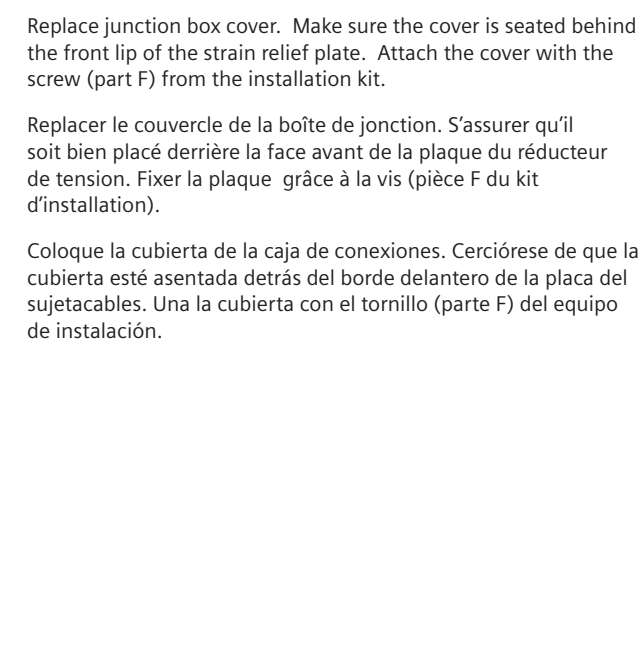 Replace junction box cover.  Make sure the cover is seated behind
the front lip of the strain relief plate.  Attach the cover with the
screw (part F) from the installation kit.
Replacer le couvercle de la boîte de jonction. S’assurer qu’il
soit bien placé derrière la face avant de la plaque du réducteur
de tension. Fixer la plaque  grâce à la vis (pièce F du kit
d’installation).
Coloque la cubierta de la caja de conexiones. Cerciórese de que la
cubierta esté asentada detrás del borde delantero de la placa del
sujetacables. Una la cubierta con el tornillo (parte F) del equipo
de instalación.